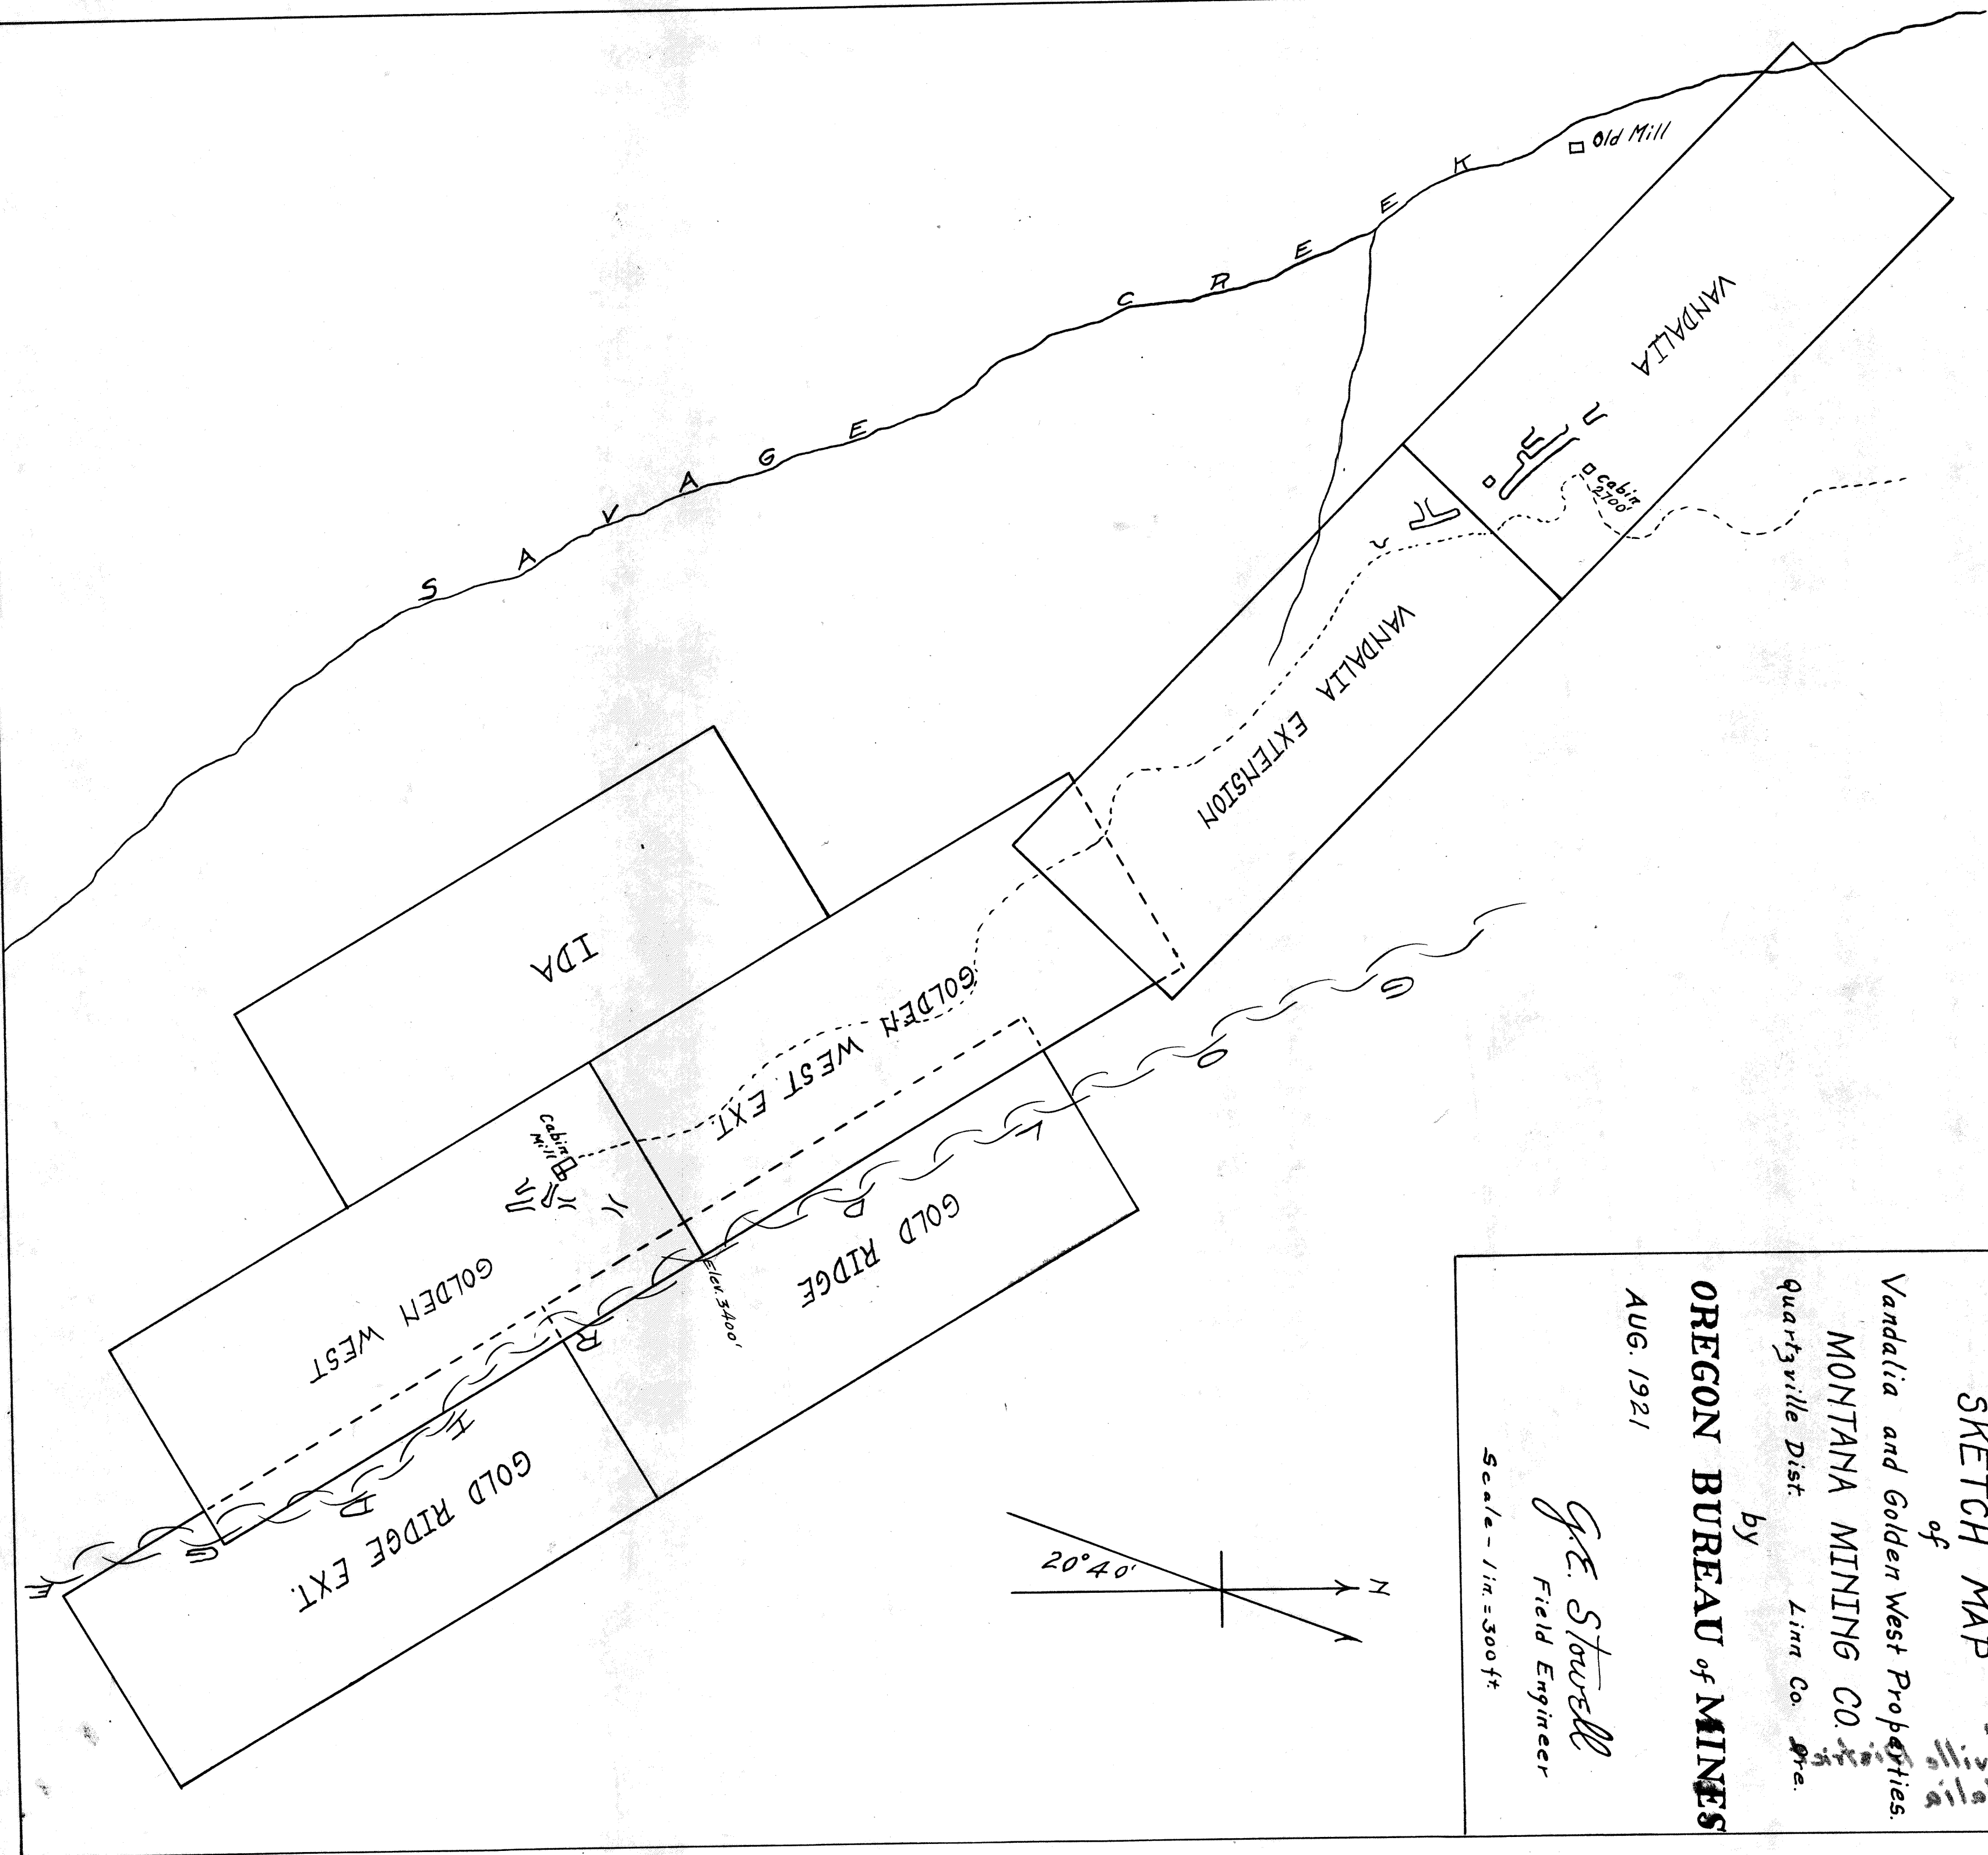 SKETCH MAP
of
Vandalia and Golden West Properties.
MONTANA MINING CO.
Quartzville Dist. Linn Co. Ore.
by
OREGON BUREAU of MINES
AUG. 1921
G.E. Stowell
Field Engineer
Scale - 1 in. = 300 ft.
SAVAGE CREEK
Old Mill
VANDALIA
Cabin
2700'
VANDALIA EXTENSION
IDA
GOLDEN WEST EXT.
Cabin
Mill
GOLDEN WEST
Elev. 3400'
GOLD RIDGE
GOLD RIDGE EXT.
GOLD RIDGE
20° 40'
N